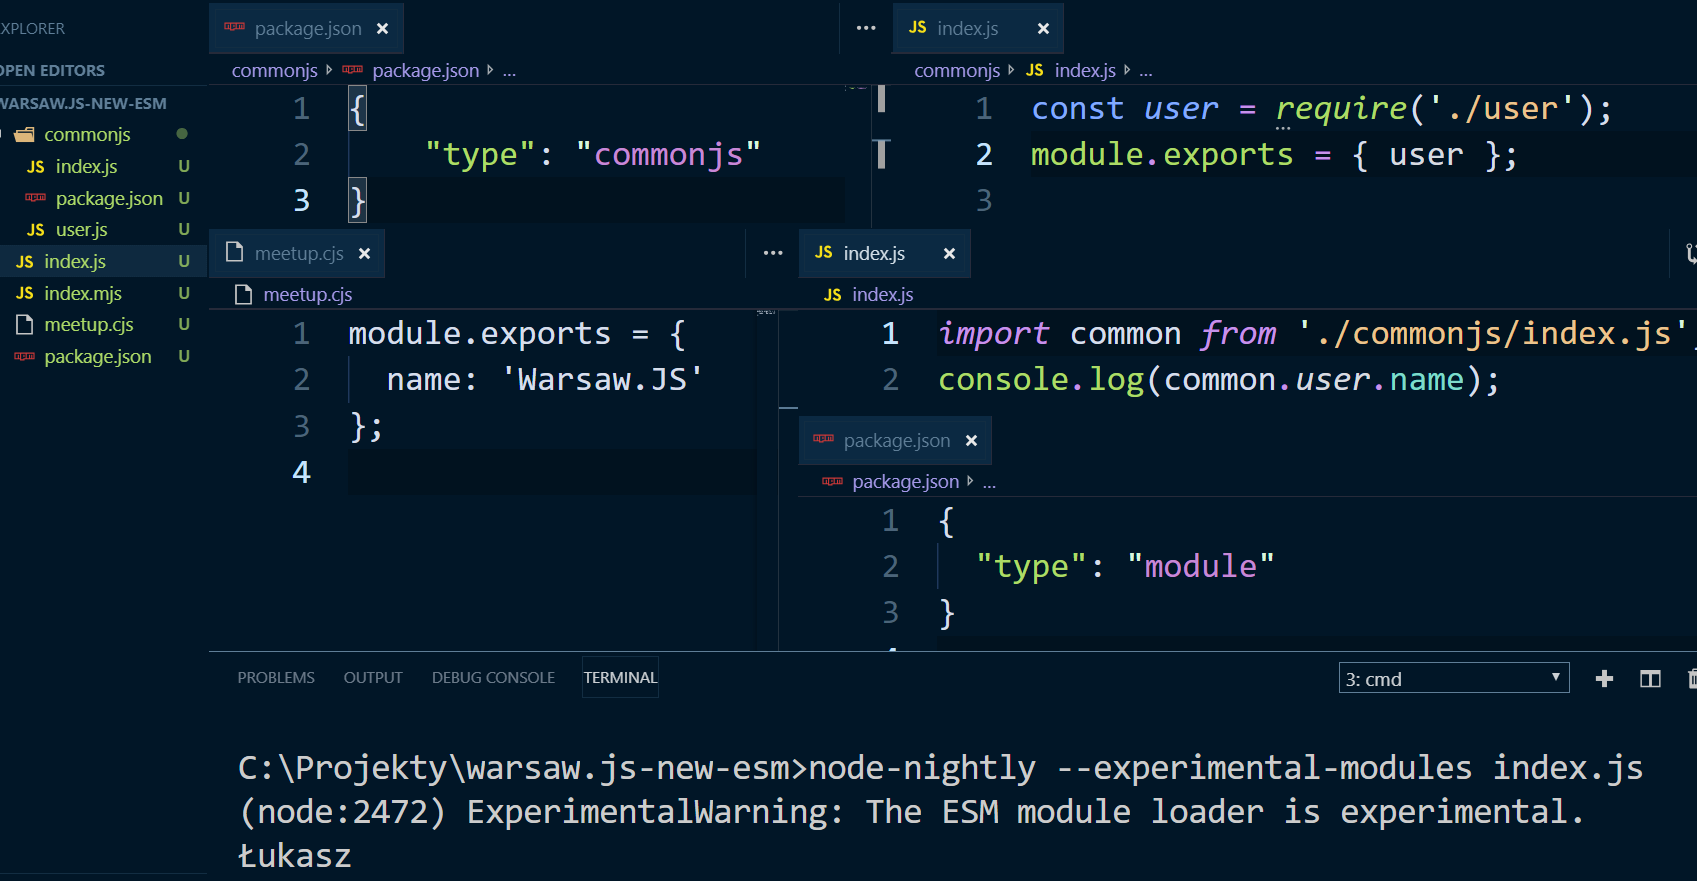 XPLORER
OPEN EDITORS
WARSAW.JS-NEW-ESM
commonjs
JS index.js U
package.json U
JS user.js U
JS index.js U
JS index.mjs U
meetup.cjs U
package.json U
package.json ×
commonjs package.json ...
1 {
2 "type": "commonjs"
3 }
... JS index.js ×
commonjs JS index.js ...
1 const user = require('./user');
2 module.exports = { user };
3
meetup.cjs ×
meetup.cjs
1 module.exports = {
2 name: 'Warsaw.JS'
3 };
4
... JS index.js ×
JS index.js
1 import common from './commonjs/index.js'
2 console.log(common.user.name);
package.json ×
package.json ...
1 {
2 "type": "module"
3 }
PROBLEMS OUTPUT DEBUG CONSOLE TERMINAL 3: cmd
C:\Projekty\warsaw.js-new-esm>node-nightly --experimental-modules index.js
(node:2472) ExperimentalWarning: The ESM module loader is experimental.
Łukasz